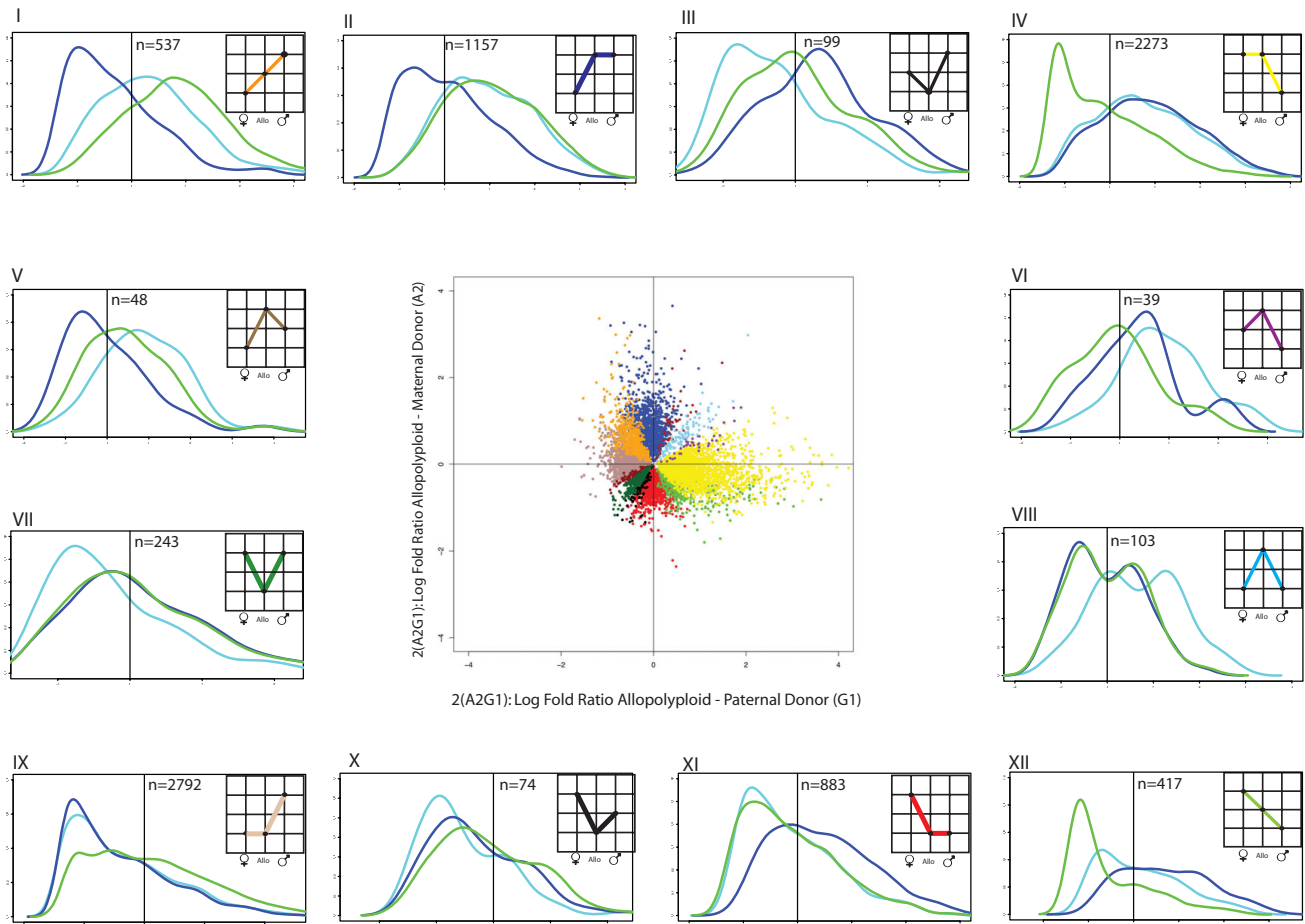 I
n=537
♀ Allo ♂
II
n=1157
♀ Allo ♂
III
n=99
♀ Allo ♂
IV
n=2273
♀ Allo ♂
V
n=48
♀ Allo ♂
VI
n=39
♀ Allo ♂
2(A2G1): Log Fold Ratio Allopolyploid - Maternal Donor (A2)
4
2
0
-2
-4
-4 -2 0 2 4
2(A2G1): Log Fold Ratio Allopolyploid - Paternal Donor (G1)
VII
n=243
♀ Allo ♂
VIII
n=103
♀ Allo ♂
IX
n=2792
♀ Allo ♂
X
n=74
♀ Allo ♂
XI
n=883
♀ Allo ♂
XII
n=417
♀ Allo ♂